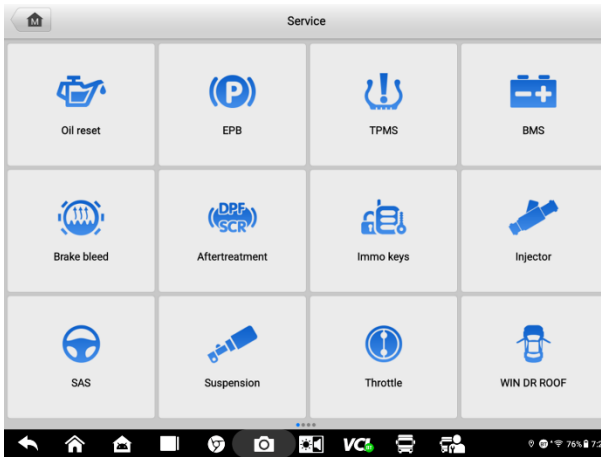 M
Service
Oil reset
EPB
TPMS
BMS
P
Brake bleed
Aftertreatment
Immo keys
Injector
DPF
SCR
SAS
Suspension
Throttle
WIN DR ROOF
VCI
76%